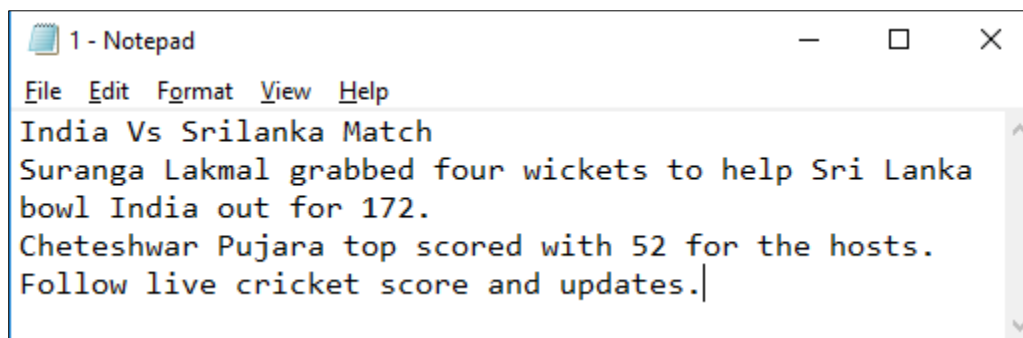 1 - Notepad
File Edit Format View Help
India Vs Srilanka Match
Suranga Lakmal grabbed four wickets to help Sri Lanka
bowl India out for 172.
Cheteshwar Pujara top scored with 52 for the hosts.
Follow live cricket score and updates.